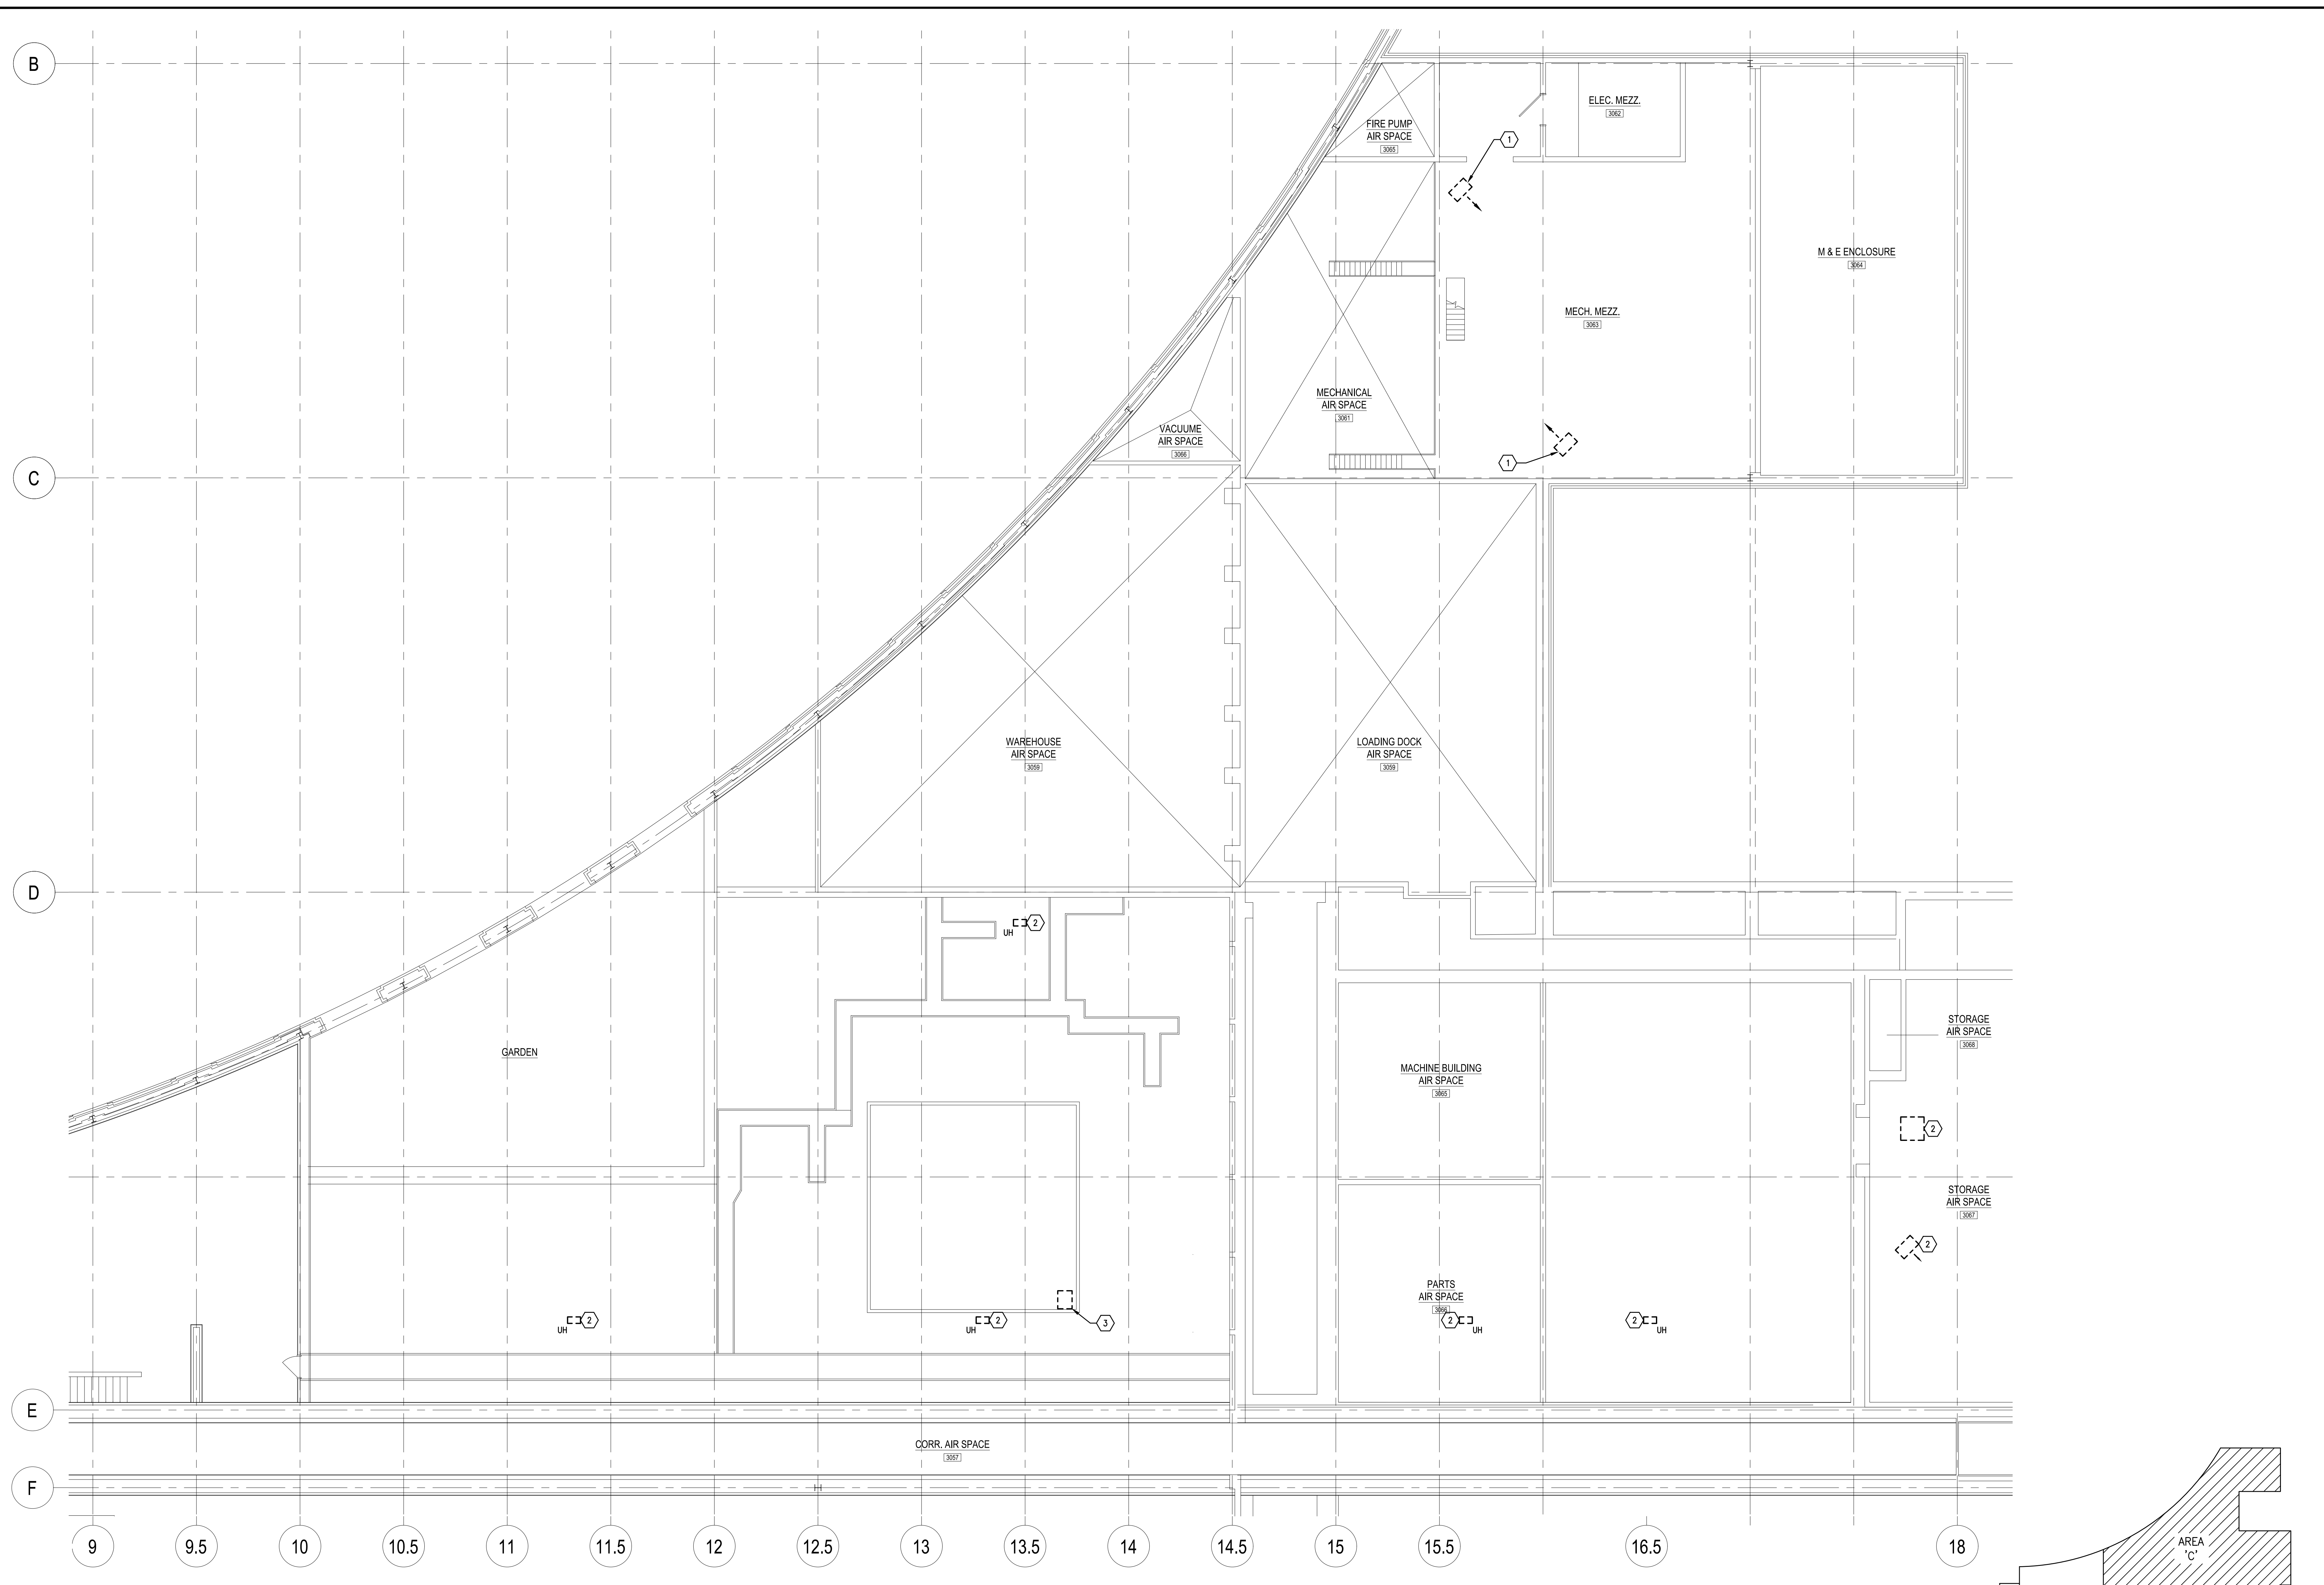 B
ELEC. MEZZ.
3062
FIRE PUMP
AIR SPACE
3065
1
M & E ENCLOSURE
3064
MECH. MEZZ.
3063
MECHANICAL
AIR SPACE
3061
VACUUME
AIR SPACE
3066
1
C
WAREHOUSE
AIR SPACE
3059
LOADING DOCK
AIR SPACE
3059
D
2
UH
GARDEN
STORAGE
AIR SPACE
3068
MACHINE BUILDING
AIR SPACE
3065
2
STORAGE
AIR SPACE
3067
2
PARTS
AIR SPACE
3066
2
UH
2
UH
3
2
UH
2
UH
E
CORR. AIR SPACE
3057
F
9
9.5
10
10.5
11
11.5
12
12.5
13
13.5
14
14.5
15
15.5
16.5
18
AREA
'C'